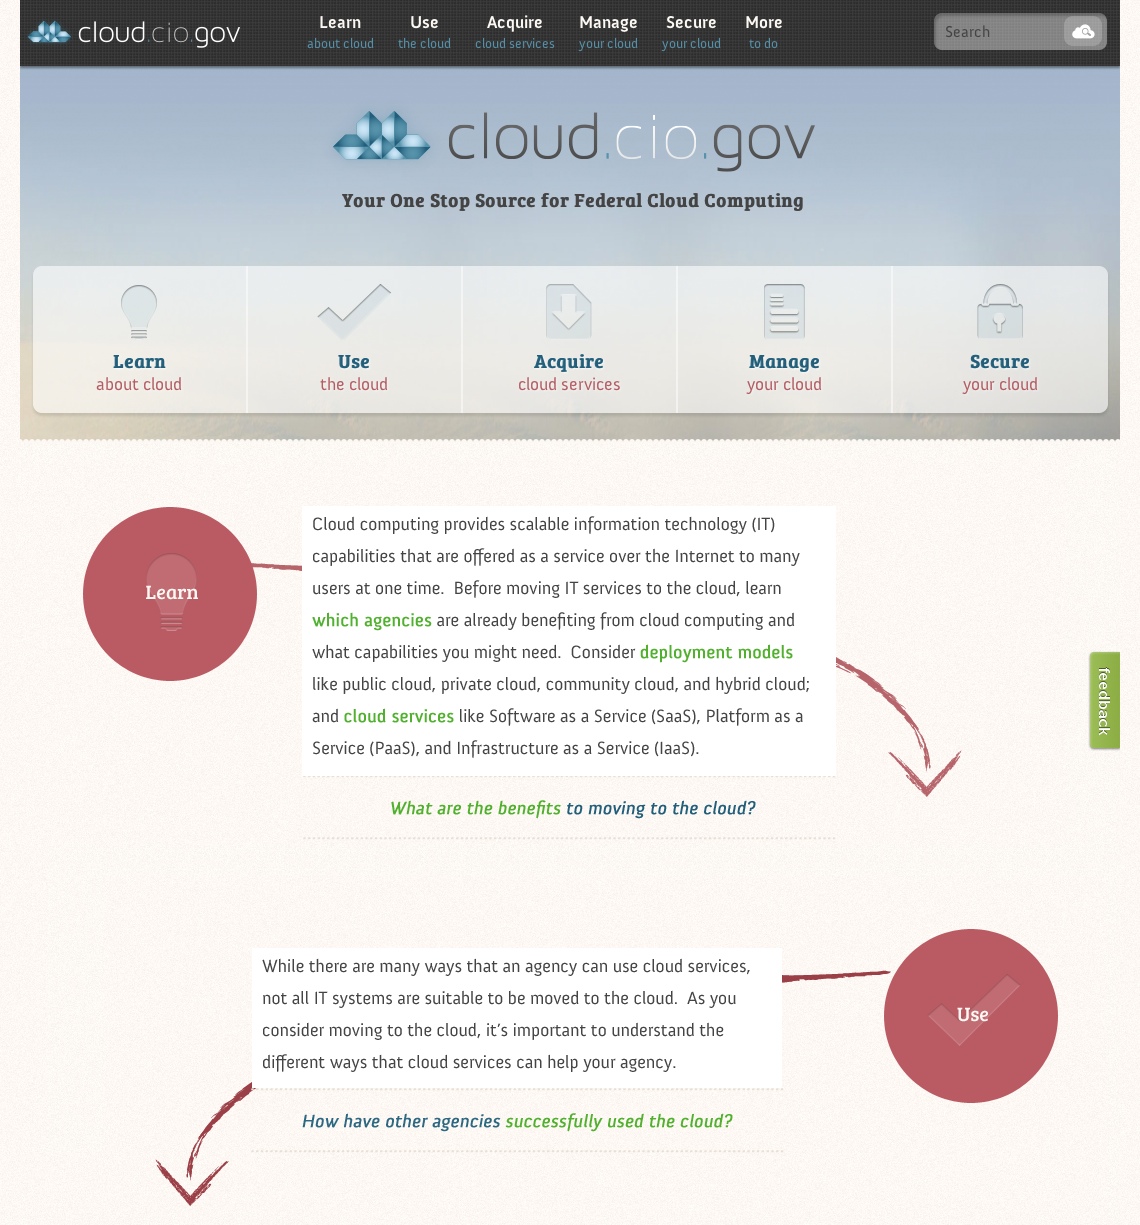 cloud.cio.gov
Learn Use Acquire Manage Secure More
about cloud the cloud cloud services your cloud your cloud to do
Search
cloud.cio.gov
Your One Stop Source for Federal Cloud Computing
Learn Use Acquire Manage Secure
about cloud the cloud cloud services your cloud your cloud
Learn
Cloud computing provides scalable information technology (IT)
capabilities that are offered as a service over the Internet to many
users at one time.  Before moving IT services to the cloud, learn
which agencies are already benefiting from cloud computing and
what capabilities you might need.  Consider deployment models
like public cloud, private cloud, community cloud, and hybrid cloud;
and cloud services like Software as a Service (SaaS), Platform as a
Service (PaaS), and Infrastructure as a Service (IaaS).
What are the benefits to moving to the cloud?
feedback
While there are many ways that an agency can use cloud services,
not all IT systems are suitable to be moved to the cloud.  As you
consider moving to the cloud, it’s important to understand the
different ways that cloud services can help your agency.
Use
How have other agencies successfully used the cloud?